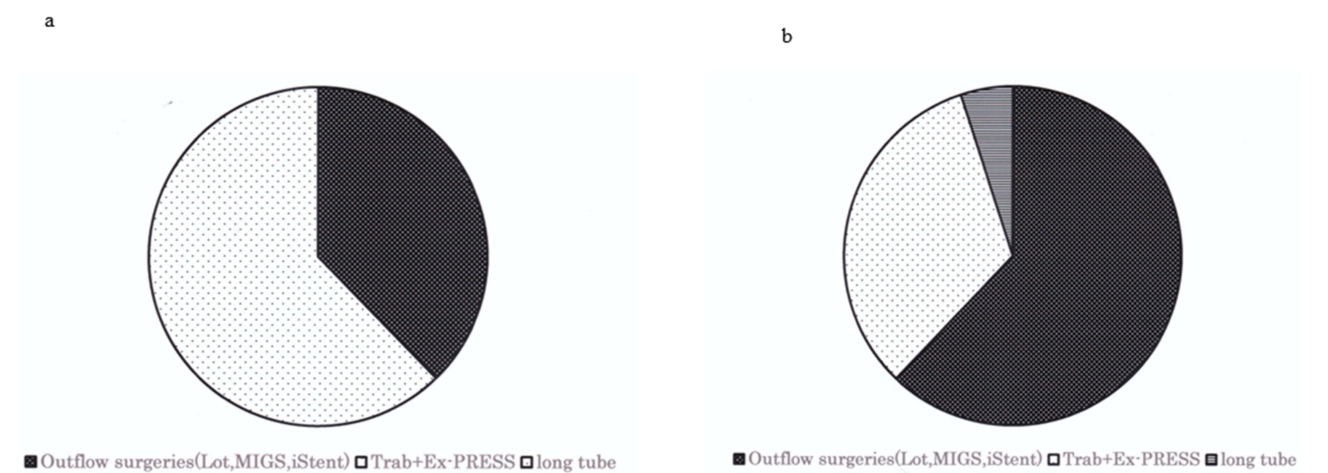 a
b
Outflow surgeries(Lot,MIGS,iStent) Trab+Ex-PRESS long tube
Outflow surgeries(Lot,MIGS,iStent) Trab+Ex-PRESS long tube